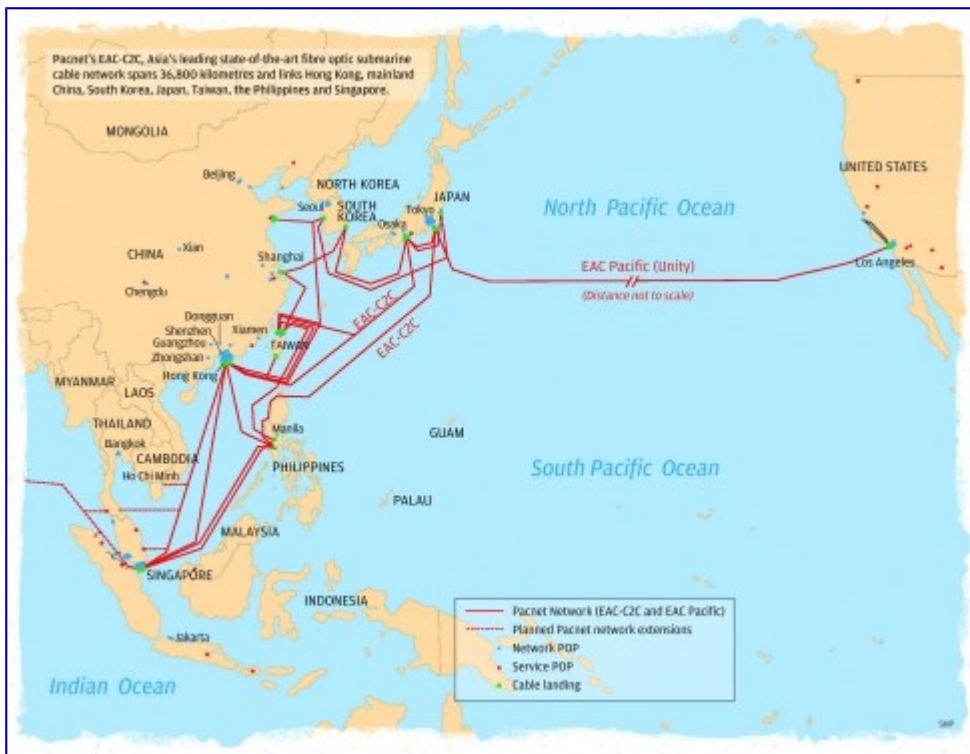 Pacnet's EAC-C2C, Asia's leading state-of-the-art fibre optic submarine
cable network spans 36,800 kilometres and links Hong Kong, mainland
China, South Korea, Japan, Taiwan, the Philippines and Singapore.
MONGOLIA
UNITED STATES
Beijing
NORTH KOREA
JAPAN
Seoul
SOUTH
KOREA
Tokyo
Osaka
North Pacific Ocean
CHINA
Xian
Shanghai
Los Angeles
EAC Pacific (Unity)
(Distance not to scale)
Chengdu
Dongguan
Shenzhen
Xiamen
Guangzhou
Zhongshan
Hong Kong
TAIWAN
EAC-C2C
EAC-C2C
MYANMAR
LAOS
THAILAND
Bangkok
CAMBODIA
Ho Chi Minh
Manila
PHILIPPINES
GUAM
South Pacific Ocean
PALAU
MALAYSIA
SINGAPORE
INDONESIA
Jakarta
Indian Ocean
Pacnet Network (EAC-C2C and EAC Pacific)
Planned Pacnet network extensions
Network POP
Service POP
Cable landing